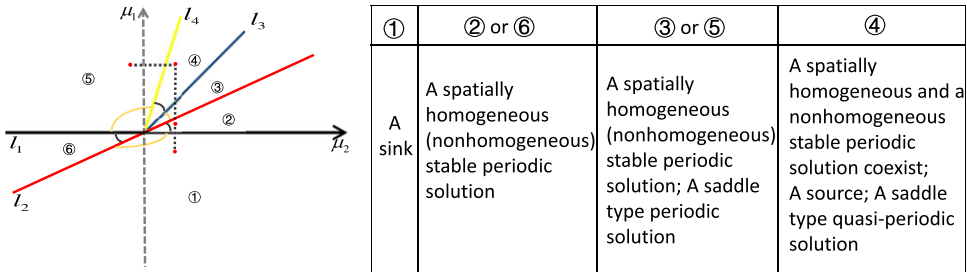 μ₁
l₄
l₃
④
⑤
③
②
l₁
⑥
μ₂
l₂
①
① ② or ⑥ ③ or ⑤ ④
A
sink
A spatially
homogeneous
(nonhomogeneous)
stable periodic
solution
A spatially
homogeneous
(nonhomogeneous)
stable periodic
solution; A saddle
type periodic
solution
A spatially
homogeneous and a
nonhomogeneous
stable periodic
solution coexist;
A source; A saddle
type quasi-periodic
solution